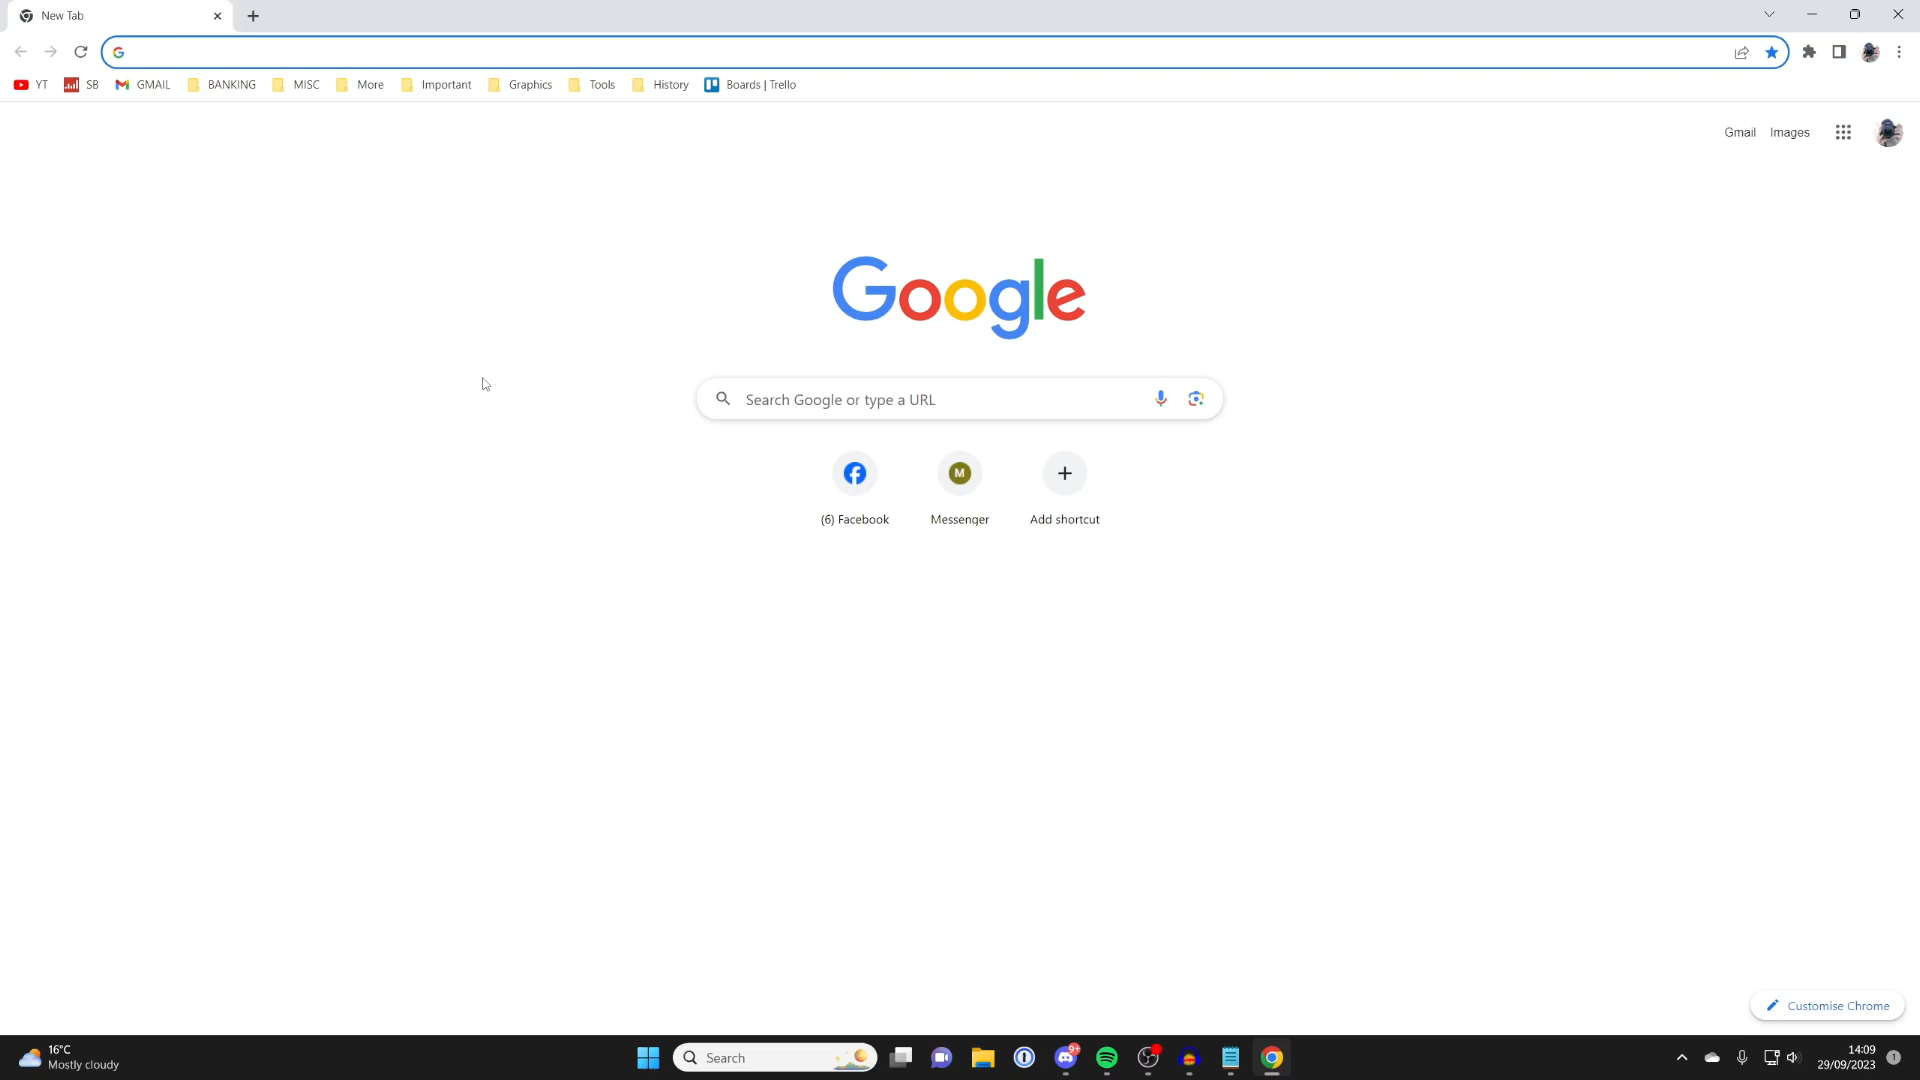 New Tab
YT SB GMAIL BANKING MISC More Important Graphics Tools History Boards | Trello
Gmail Images
Google
Search Google or type a URL
M
(6) Facebook Messenger Add shortcut
Customise Chrome
16°C
Mostly cloudy
Search
9+
14:09
29/09/2023
1